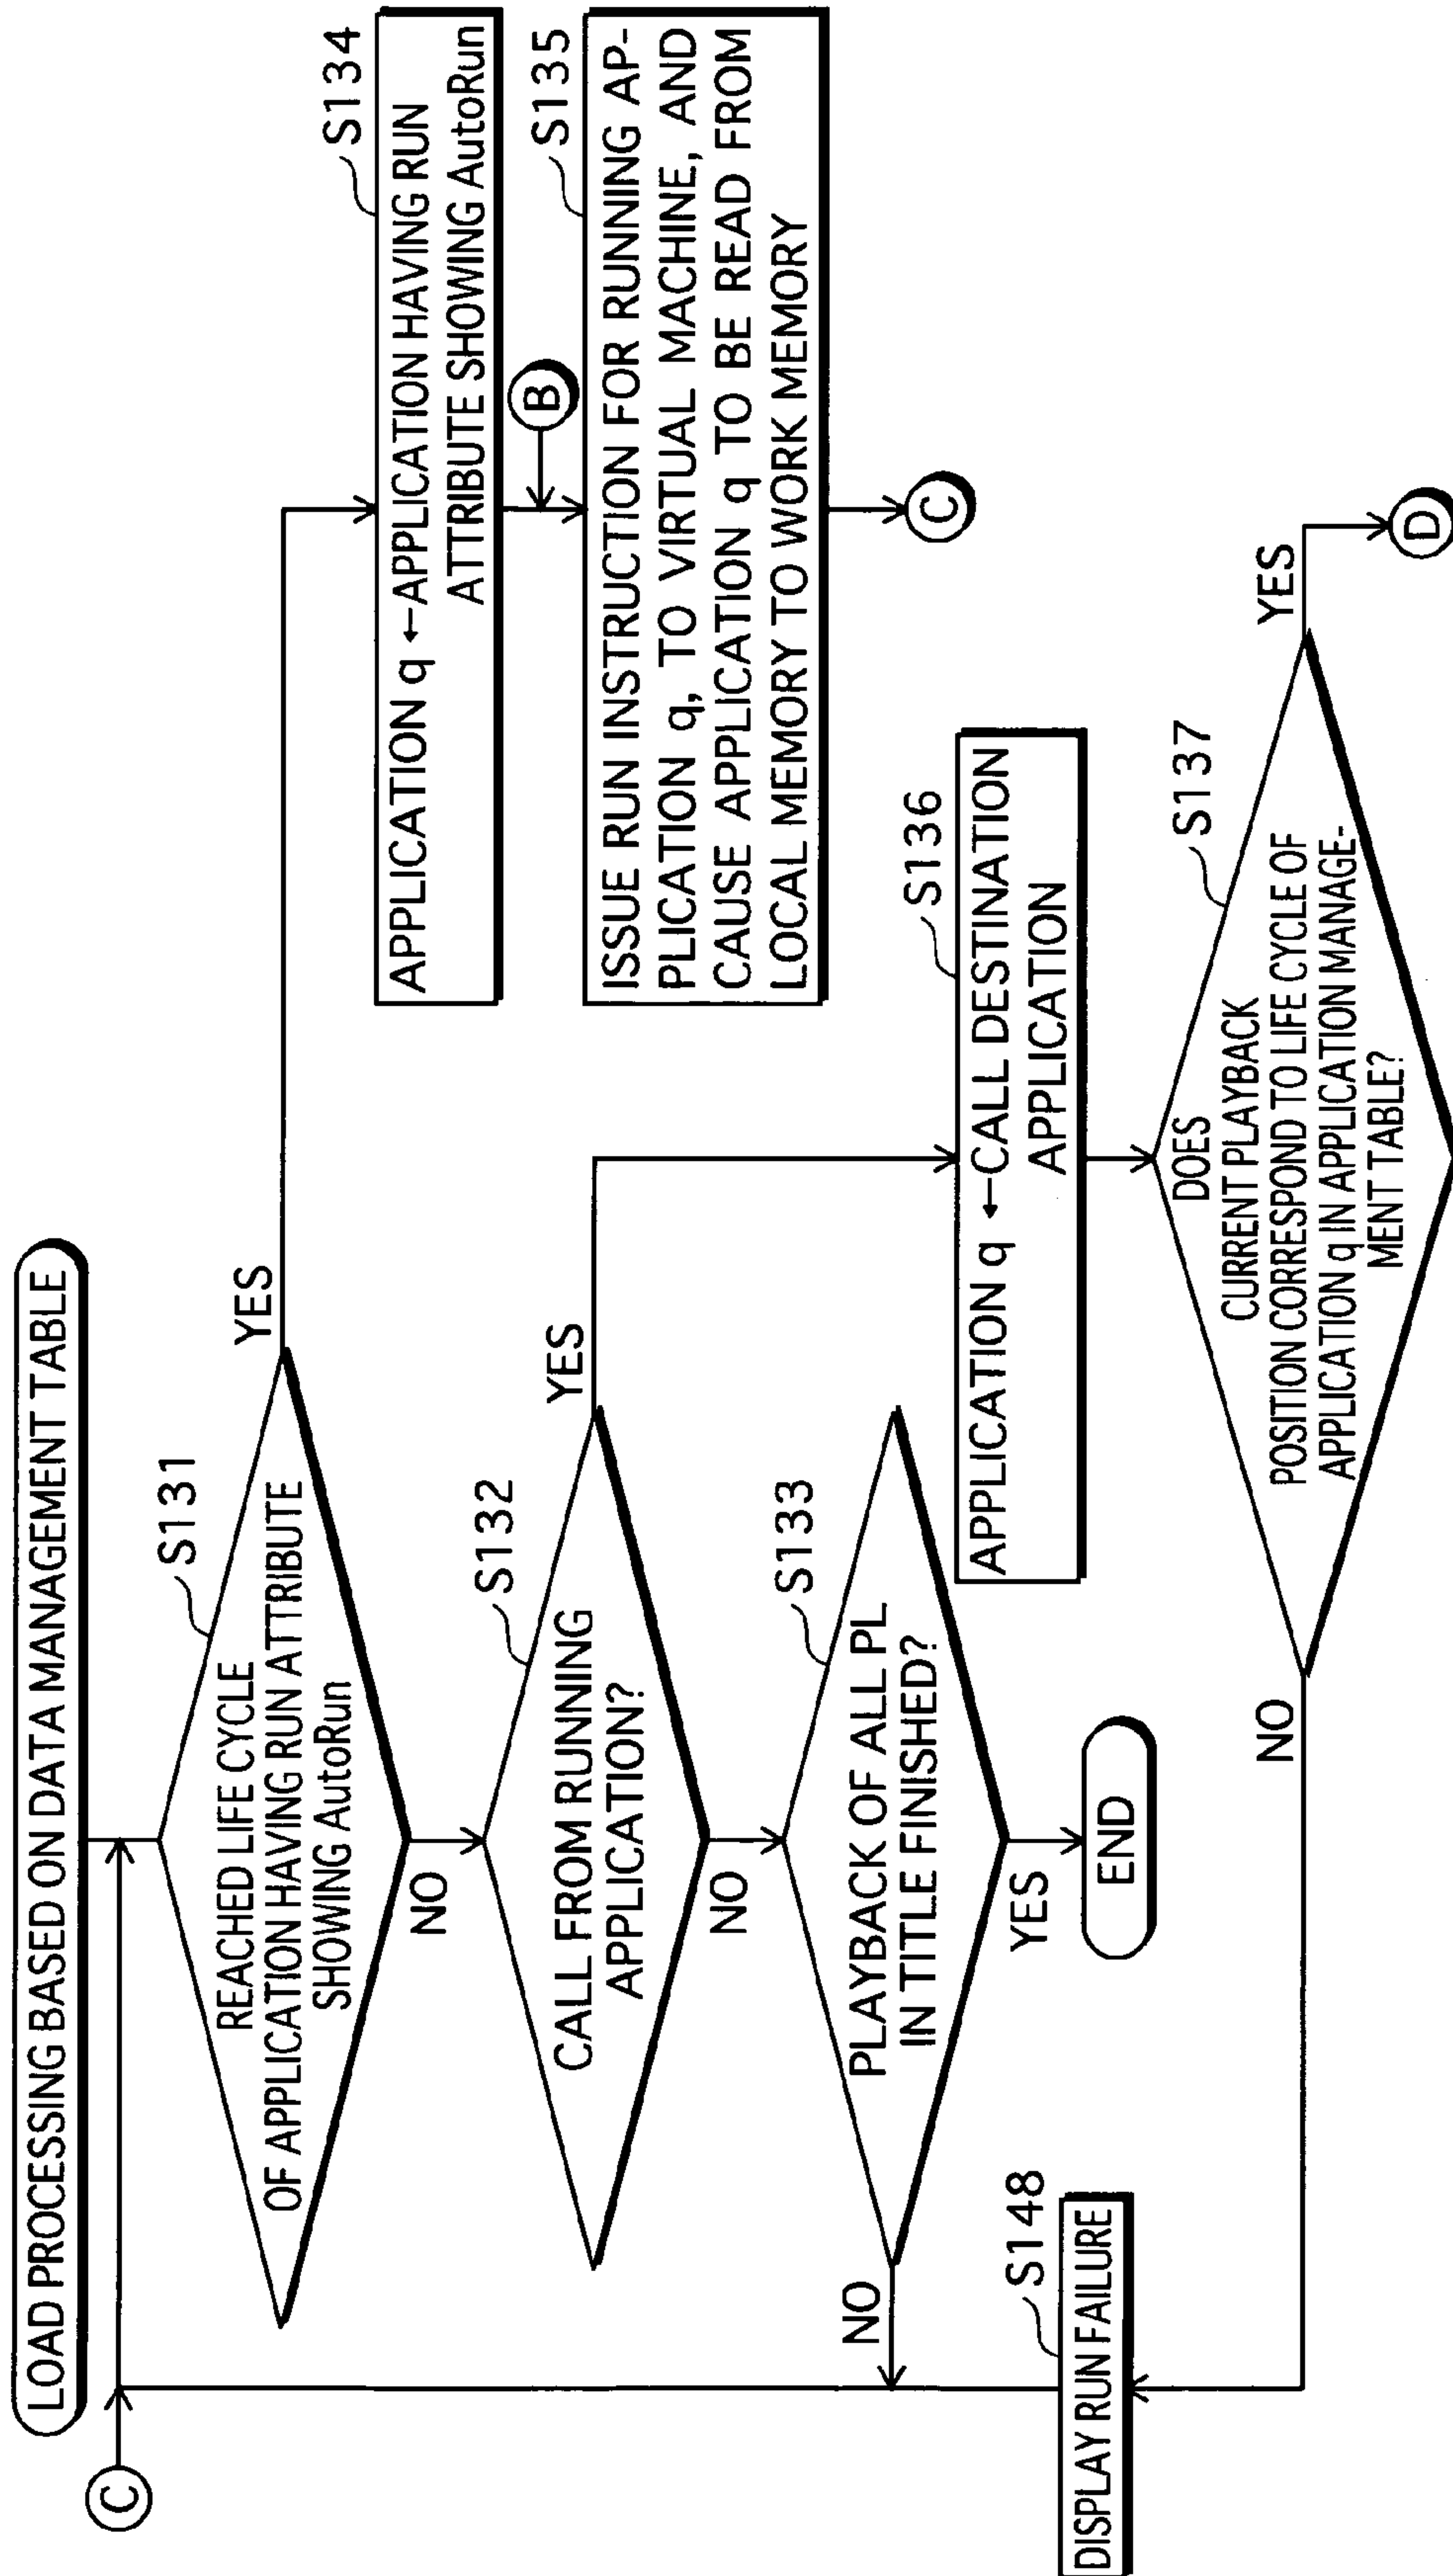 LOAD PROCESSING BASED ON DATA MANAGEMENT TABLE
C
S131
REACHED LIFE CYCLE
OF APPLICATION HAVING RUN ATTRIBUTE
SHOWING AutoRun
YES
NO
S134
APPLICATION q ←APPLICATION HAVING RUN
ATTRIBUTE SHOWING AutoRun
B
S135
ISSUE RUN INSTRUCTION FOR RUNNING AP-
PLICATION q, TO VIRTUAL MACHINE, AND
CAUSE APPLICATION q TO BE READ FROM
LOCAL MEMORY TO WORK MEMORY
C
S132
CALL FROM RUNNING
APPLICATION?
YES
NO
S133
PLAYBACK OF ALL PL
IN TITLE FINISHED?
NO
YES
END
S136
APPLICATION q ←CALL DESTINATION
APPLICATION
S137
DOES
CURRENT PLAYBACK
POSITION CORRESPOND TO LIFE CYCLE OF
APPLICATION q IN APPLICATION MANAGE-
MENT TABLE?
YES
D
NO
S148
DISPLAY RUN FAILURE